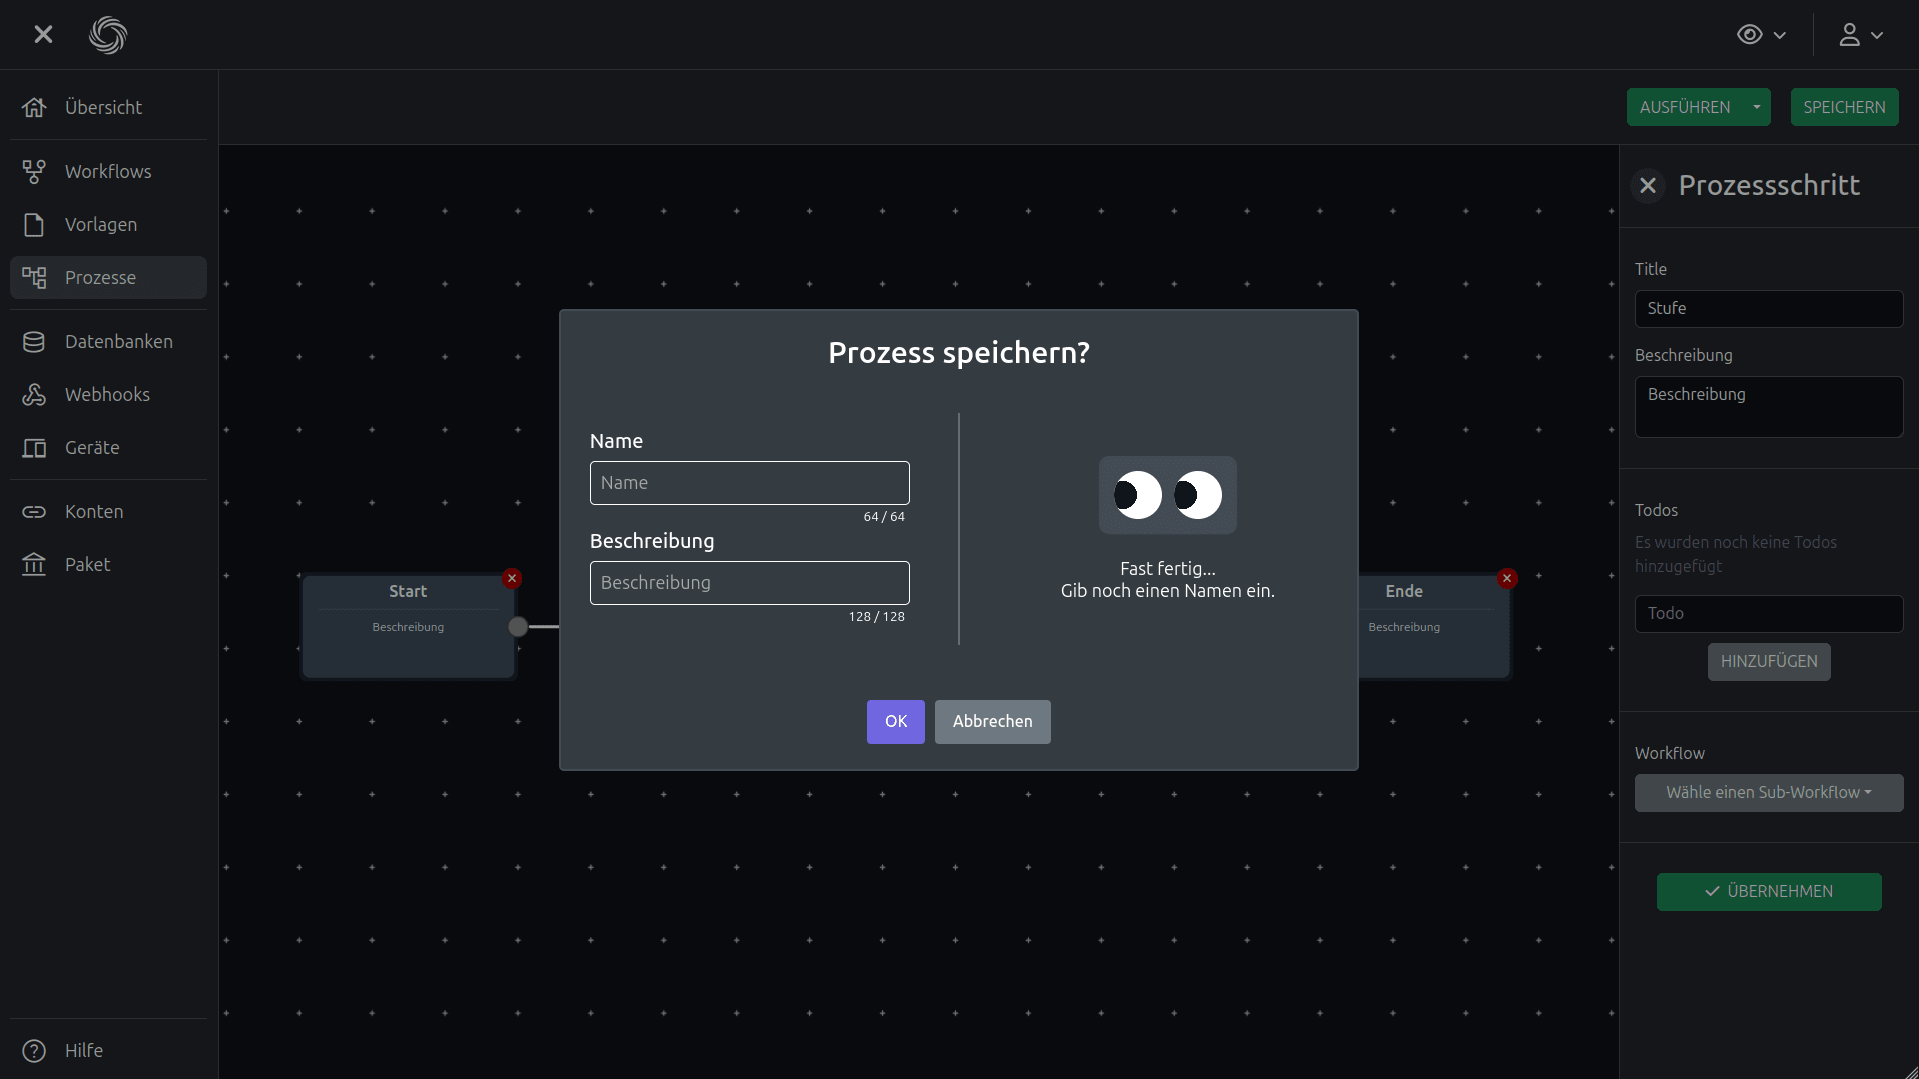 Übersicht
Workflows
Vorlagen
Prozesse
Datenbanken
Webhooks
Geräte
Konten
Paket
Hilfe
AUSFÜHREN
SPEICHERN
Start
Beschreibung
Prozess speichern?
Name
Name
64 / 64
Beschreibung
Beschreibung
128 / 128
Fast fertig...
Gib noch einen Namen ein.
OK
Abbrechen
Ende
Beschreibung
Prozessschritt
Title
Stufe
Beschreibung
Beschreibung
Todos
Es wurden noch keine Todos
hinzugefügt
Todo
HINZUFÜGEN
Workflow
Wähle einen Sub-Workflow
ÜBERNEHMEN